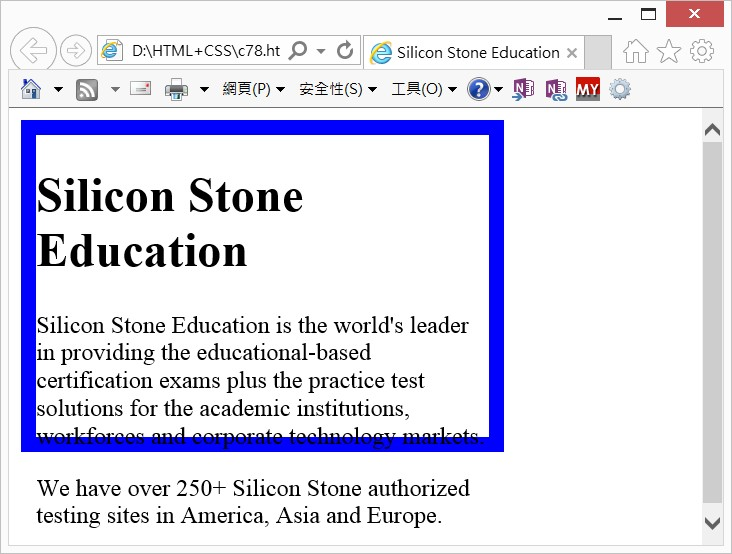 D:\HTML+CSS\c78.ht
Silicon Stone Education
網頁(P)
安全性(S)
工具(O)
?
N
N
MY
Silicon Stone
Education
Silicon Stone Education is the world's leader
in providing the educational-based
certification exams plus the practice test
solutions for the academic institutions,
workforces and corporate technology markets.
We have over 250+ Silicon Stone authorized
testing sites in America, Asia and Europe.